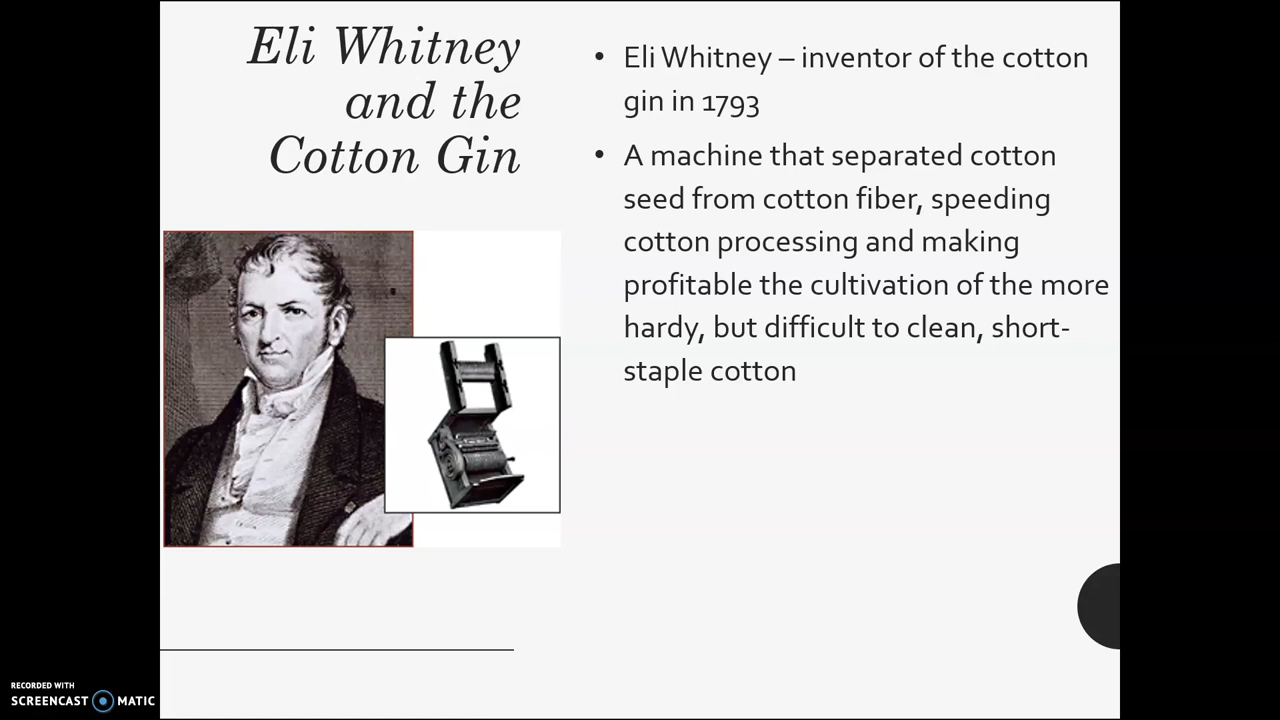 Eli Whitney
and the
Cotton Gin
• Eli Whitney – inventor of the cotton
gin in 1793
• A machine that separated cotton
seed from cotton fiber, speeding
cotton processing and making
profitable the cultivation of the more
hardy, but difficult to clean, short-
staple cotton
RECORDED WITH
SCREENCAST MATIC